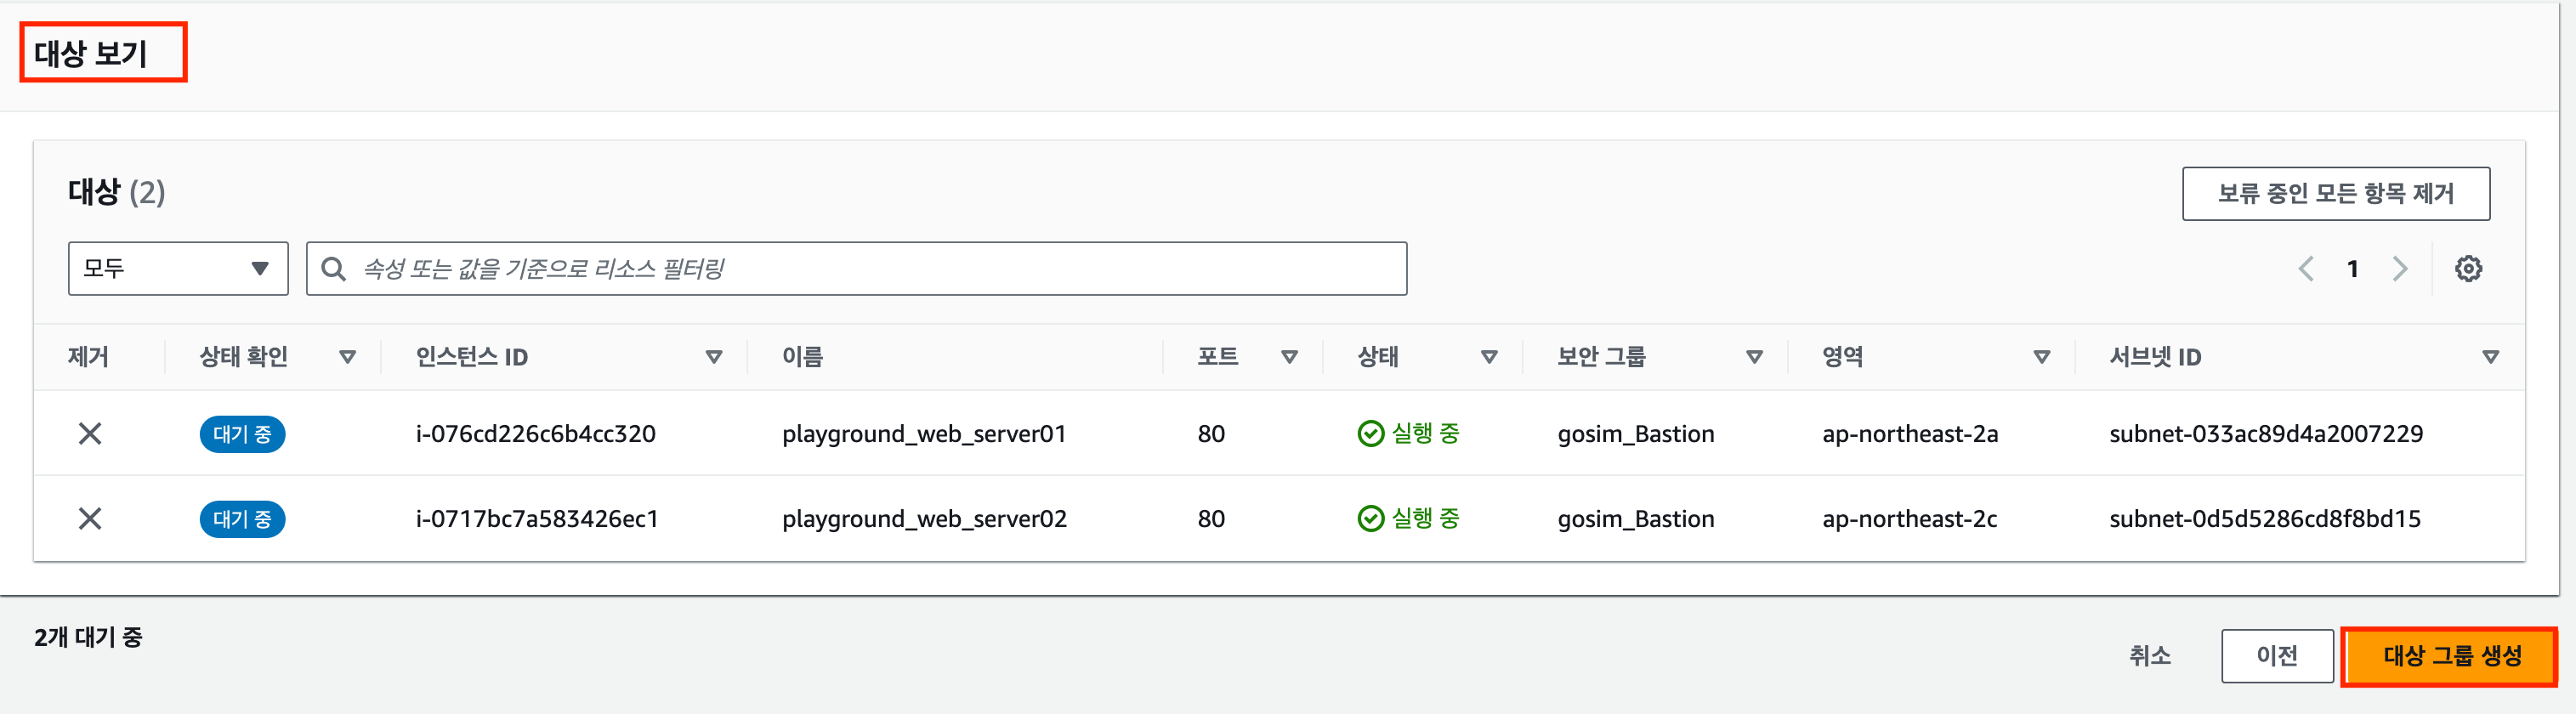 대상 보기
대상 (2)
보류 중인 모든 항목 제거
모두
속성 또는 값을 기준으로 리소스 필터링
1
제거 상태 확인 인스턴스 ID 이름 포트 상태 보안 그룹 영역 서브넷 ID
대기 중 i-076cd226c6b4cc320 playground_web_server01 80 실행 중 gosim_Bastion ap-northeast-2a subnet-033ac89d4a2007229
대기 중 i-0717bc7a583426ec1 playground_web_server02 80 실행 중 gosim_Bastion ap-northeast-2c subnet-0d5d5286cd8f8bd15
2개 대기 중
취소 이전 대상 그룹 생성